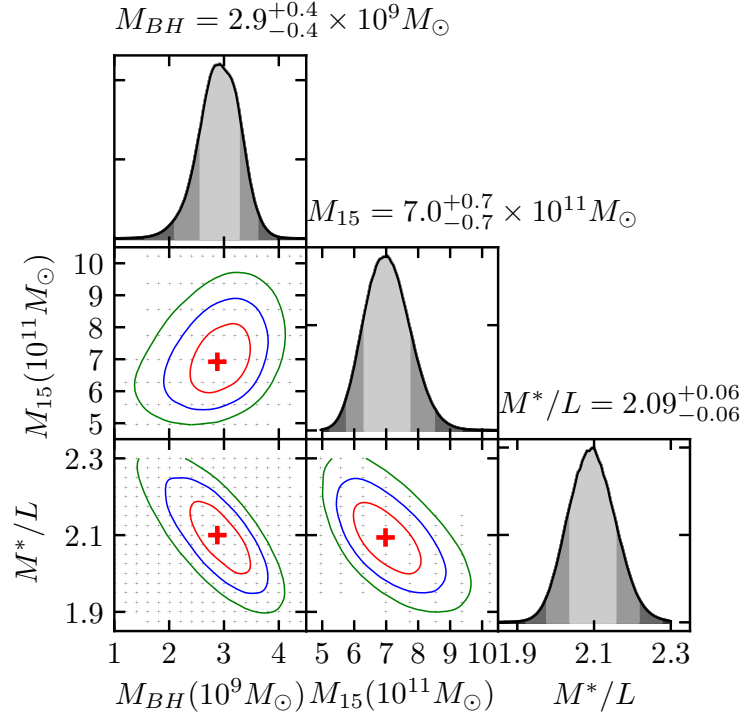 M_{BH} = 2.9^{+0.4}_{-0.4} × 10^9 M_⊙
M_{15} = 7.0^{+0.7}_{-0.7} × 10^{11} M_⊙
10
9
8
7
6
5
M_{15}(10^{11}M_⊙)
M^*/L = 2.09^{+0.06}_{-0.06}
2.3
2.1
1.9
M^*/L
1 2 3 4 5 6 7 8 9 10 1.9 2.1 2.3
M_{BH}(10^9 M_⊙) M_{15}(10^{11} M_⊙) M^*/L